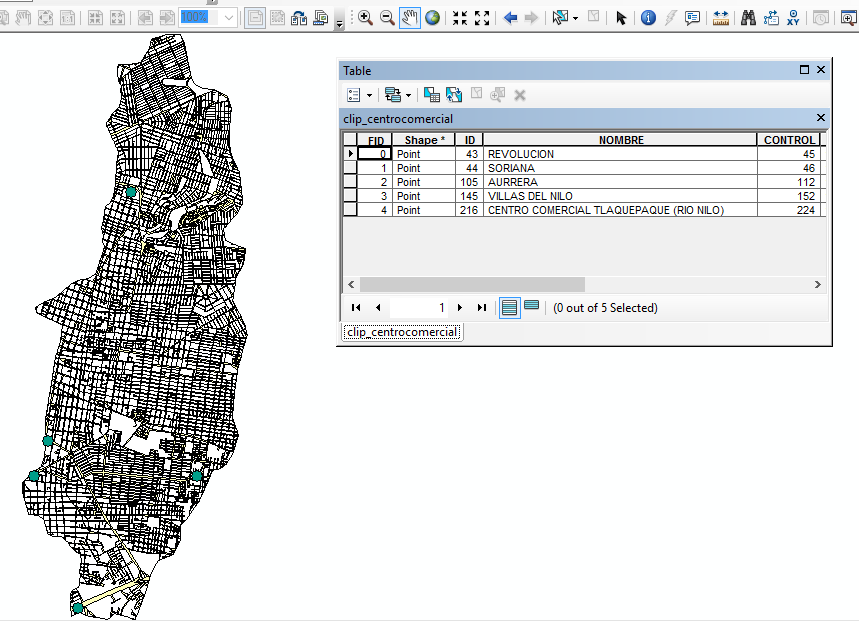 100%
XY
Table
clip_centrocomercial
FID Shape * ID NOMBRE CONTROL
0 Point 43 REVOLUCION 45
1 Point 44 SORIANA 46
2 Point 105 AURRERA 112
3 Point 145 VILLAS DEL NILO 152
4 Point 216 CENTRO COMERCIAL TLAQUEPAQUE (RIO NILO) 224
1 (0 out of 5 Selected)
clip_centrocomercial